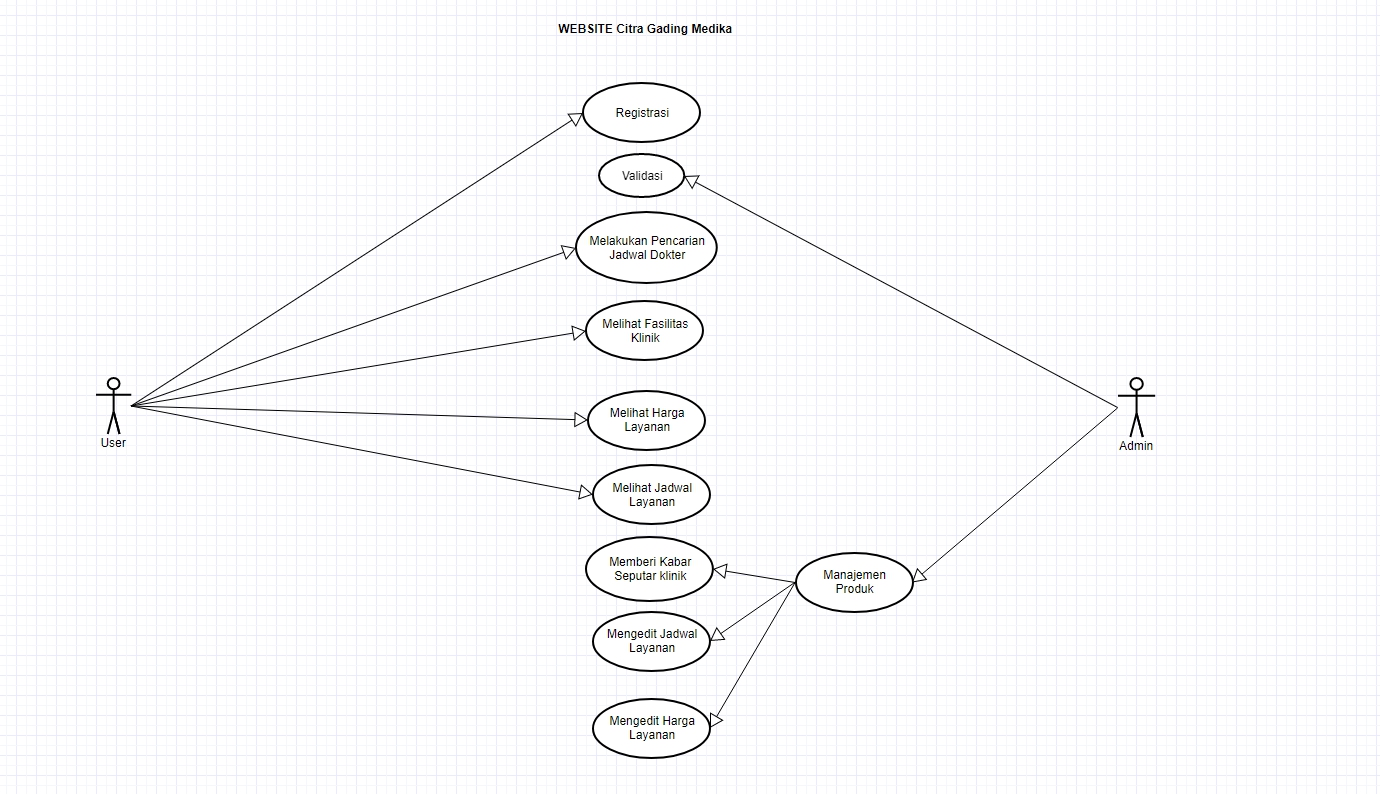 WEBSITE Citra Gading Medika
Registrasi
Validasi
Melakukan Pencarian
Jadwal Dokter
Melihat Fasilitas
Klinik
User
Melihat Harga
Layanan
Admin
Melihat Jadwal
Layanan
Memberi Kabar
Seputar klinik
Manajemen
Produk
Mengedit Jadwal
Layanan
Mengedit Harga
Layanan